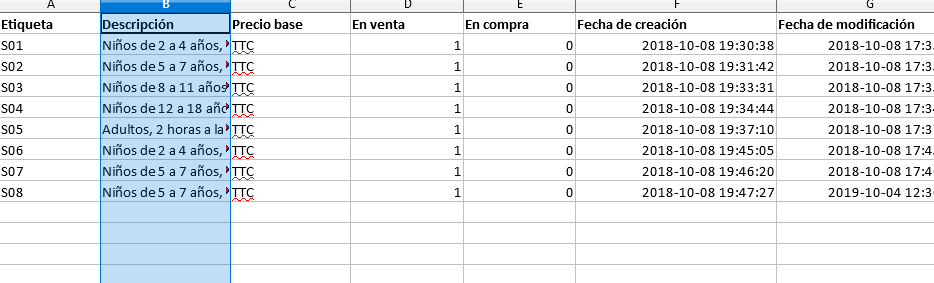 A B C D E F G
Etiqueta Descripción Precio base En venta En compra Fecha de creación Fecha de modificación
S01 Niños de 2 a 4 años, TTC 1 0 2018-10-08 19:30:38 2018-10-08 17:3
S02 Niños de 5 a 7 años, TTC 1 0 2018-10-08 19:31:42 2018-10-08 17:3
S03 Niños de 8 a 11 años TTC 1 0 2018-10-08 19:33:31 2018-10-08 17:3
S04 Niños de 12 a 18 año TTC 1 0 2018-10-08 19:34:44 2018-10-08 17:3
S05 Adultos, 2 horas a la TTC 1 0 2018-10-08 19:37:10 2018-10-08 17:3
S06 Niños de 2 a 4 años, TTC 1 0 2018-10-08 19:45:05 2018-10-08 17:4
S07 Niños de 5 a 7 años, TTC 1 0 2018-10-08 19:46:20 2018-10-08 17:4
S08 Niños de 5 a 7 años, TTC 1 0 2018-10-08 19:47:27 2019-10-04 12:3